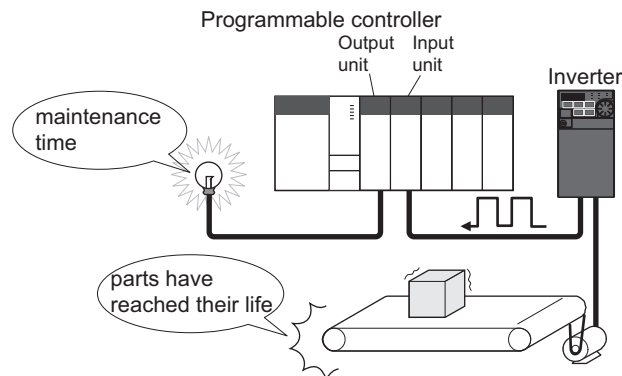 Programmable controller
Output Input
unit unit
Inverter
maintenance
time
parts have
reached their life